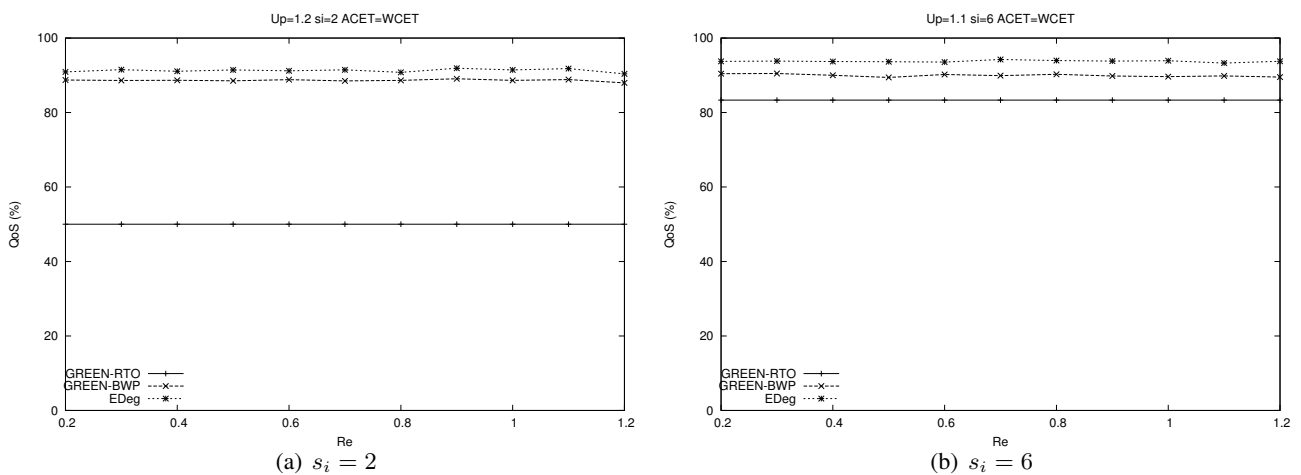 Up=1.2 si=2 ACET=WCET
100
80
60
40
20
0
QoS (%)
GREEN-RTO
GREEN-BWP
EDeg
0.2 0.4 0.6 0.8 1 1.2
Re
(a) s_i = 2
Up=1.1 si=6 ACET=WCET
100
80
60
40
20
0
QoS (%)
GREEN-RTO
GREEN-BWP
EDeg
0.2 0.4 0.6 0.8 1 1.2
Re
(b) s_i = 6